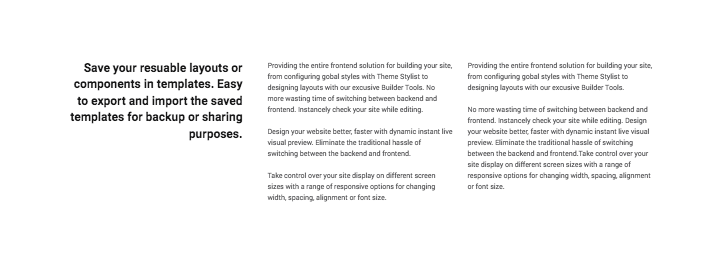 Save your resuable layouts or
components in templates. Easy
to export and import the saved
templates for backup or sharing
purposes.
Providing the entire frontend solution for building your site,
from configuring gobal styles with Theme Stylist to
designing layouts with our excusive Builder Tools. No
more wasting time of switching between backend and
frontend. Instancely check your site while editing.
Design your website better, faster with dynamic instant live
visual preview. Eliminate the traditional hassle of
switching between the backend and frontend.
Take control over your site display on different screen
sizes with a range of responsive options for changing
width, spacing, alignment or font size.
Providing the entire frontend solution for building your site,
from configuring gobal styles with Theme Stylist to
designing layouts with our excusive Builder Tools.
No more wasting time of switching between backend and
frontend. Instancely check your site while editing. Design
your website better, faster with dynamic instant live visual
preview. Eliminate the traditional hassle of switching
between the backend and frontend.Take control over your
site display on different screen sizes with a range of
responsive options for changing width, spacing, alignment
or font size.